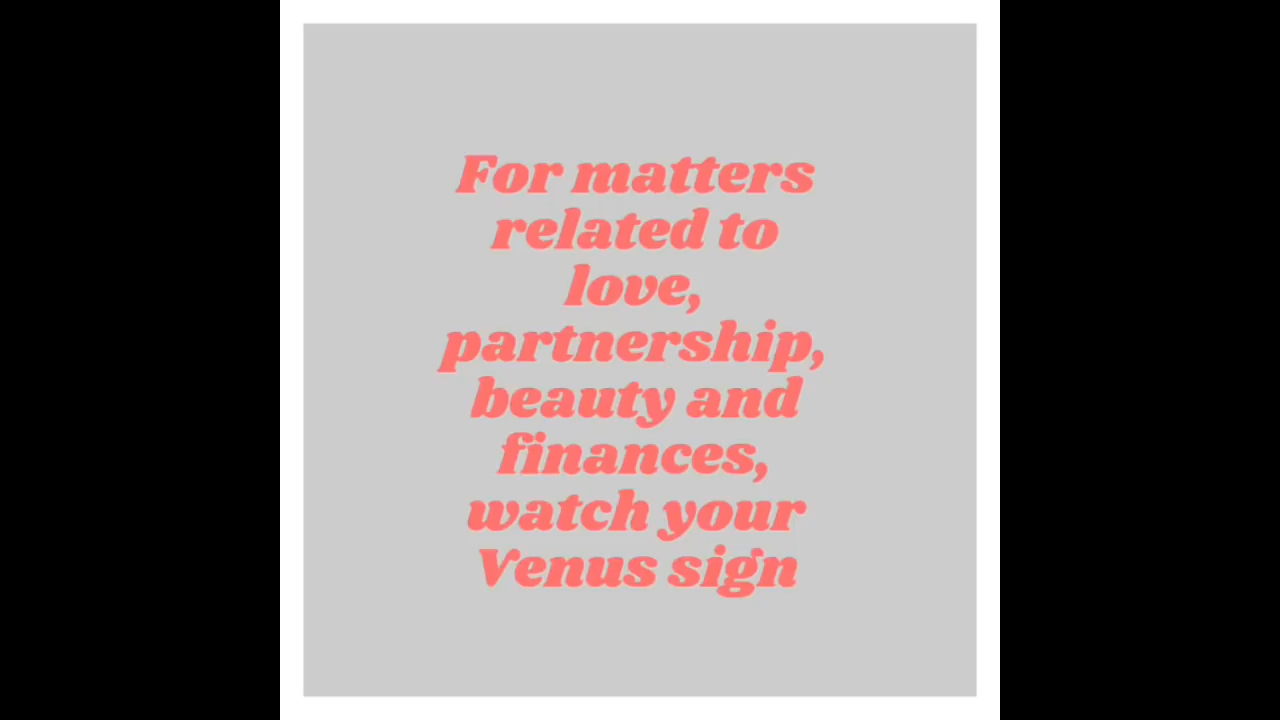 For matters
related to
love,
partnership,
beauty and
finances,
watch your
Venus sign